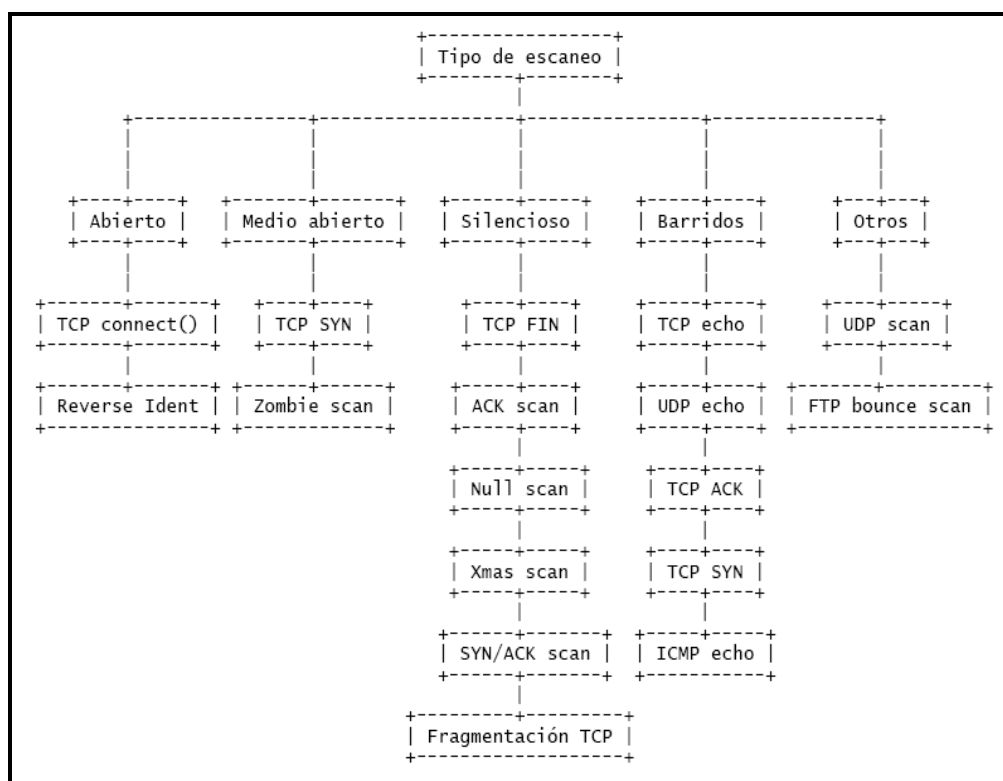 Tipo de escaneo
Abierto Medio abierto Silencioso Barridos Otros
TCP connect() TCP SYN TCP FIN TCP echo UDP scan
Reverse Ident Zombie scan ACK scan UDP echo FTP bounce scan
Null scan TCP ACK
Xmas scan TCP SYN
SYN/ACK scan ICMP echo
Fragmentación TCP